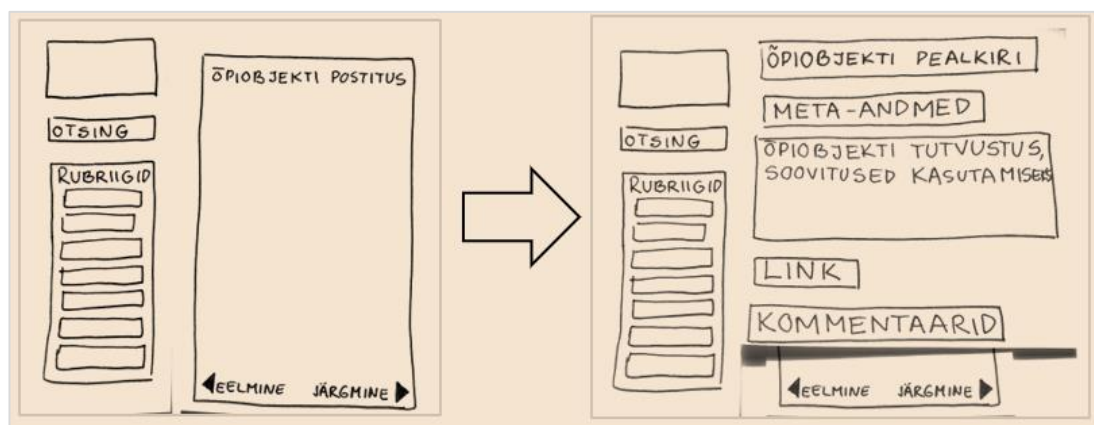 OTSING
RUBRIIGID
ÕPIOBJEKTI POSTITUS
EELMINE JÄRGMINE
OTSING
RUBRIIGID
ÕPIOBJEKTI PEALKIRI
META-ANDMED
ÕPIOBJEKTI TUTVUSTUS,
SOOVITUSED KASUTAMISEKS
LINK
KOMMENTAARID
EELMINE JÄRGMINE